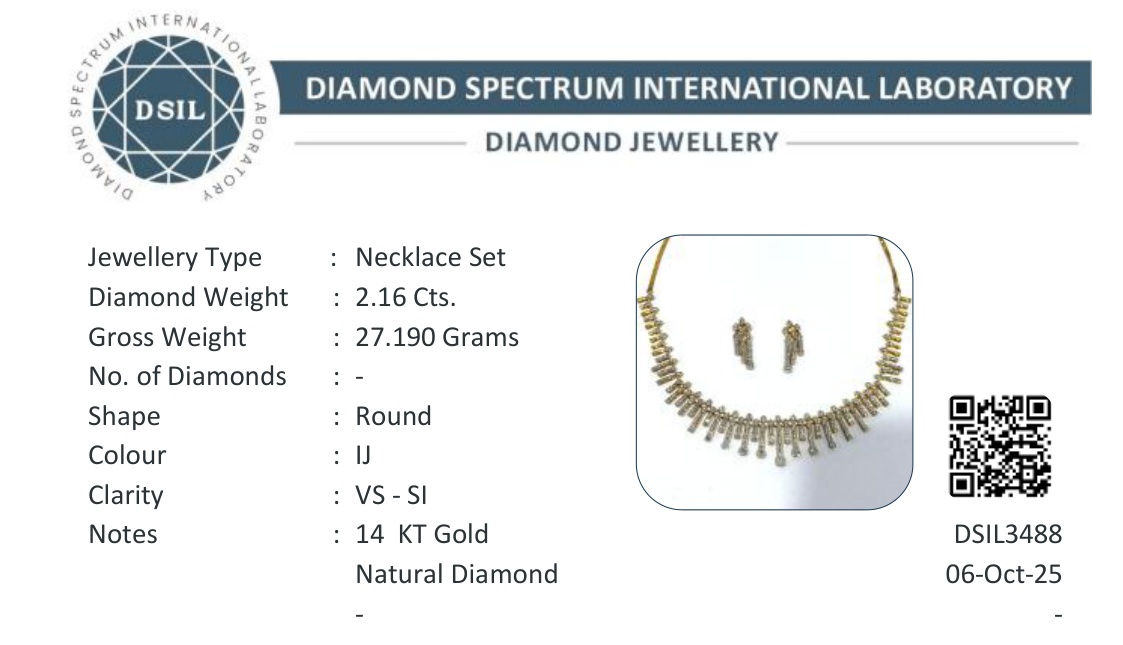 DIAMOND SPECTRUM INTERNATIONAL LABORATORY
DSIL
DIAMOND SPECTRUM INTERNATIONAL LABORATORY
DIAMOND JEWELLERY
Jewellery Type : Necklace Set
Diamond Weight : 2.16 Cts.
Gross Weight : 27.190 Grams
No. of Diamonds : -
Shape : Round
Colour : IJ
Clarity : VS - SI
Notes : 14 KT Gold
Natural Diamond
-
DSIL3488
06-Oct-25
-